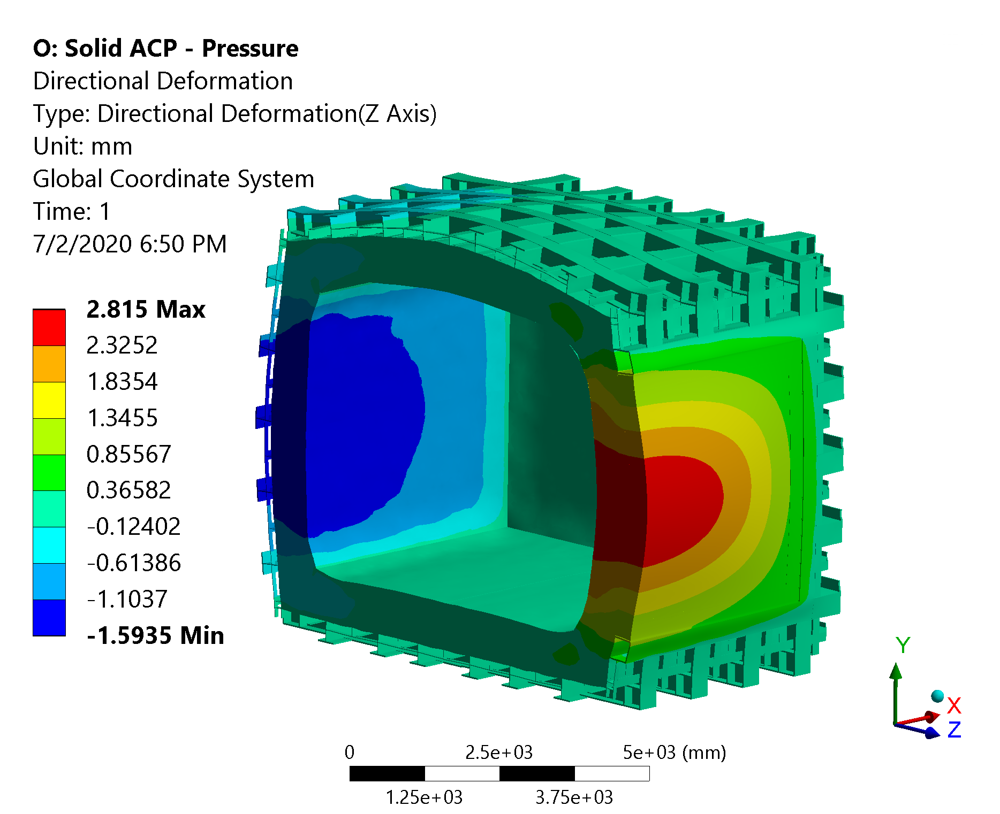 O: Solid ACP - Pressure
Directional Deformation
Type: Directional Deformation(Z Axis)
Unit: mm
Global Coordinate System
Time: 1
7/2/2020 6:50 PM
2.815 Max
2.3252
1.8354
1.3455
0.85567
0.36582
-0.12402
-0.61386
-1.1037
-1.5935 Min
Y
X
Z
0 2.5e+03 5e+03 (mm)
1.25e+03 3.75e+03